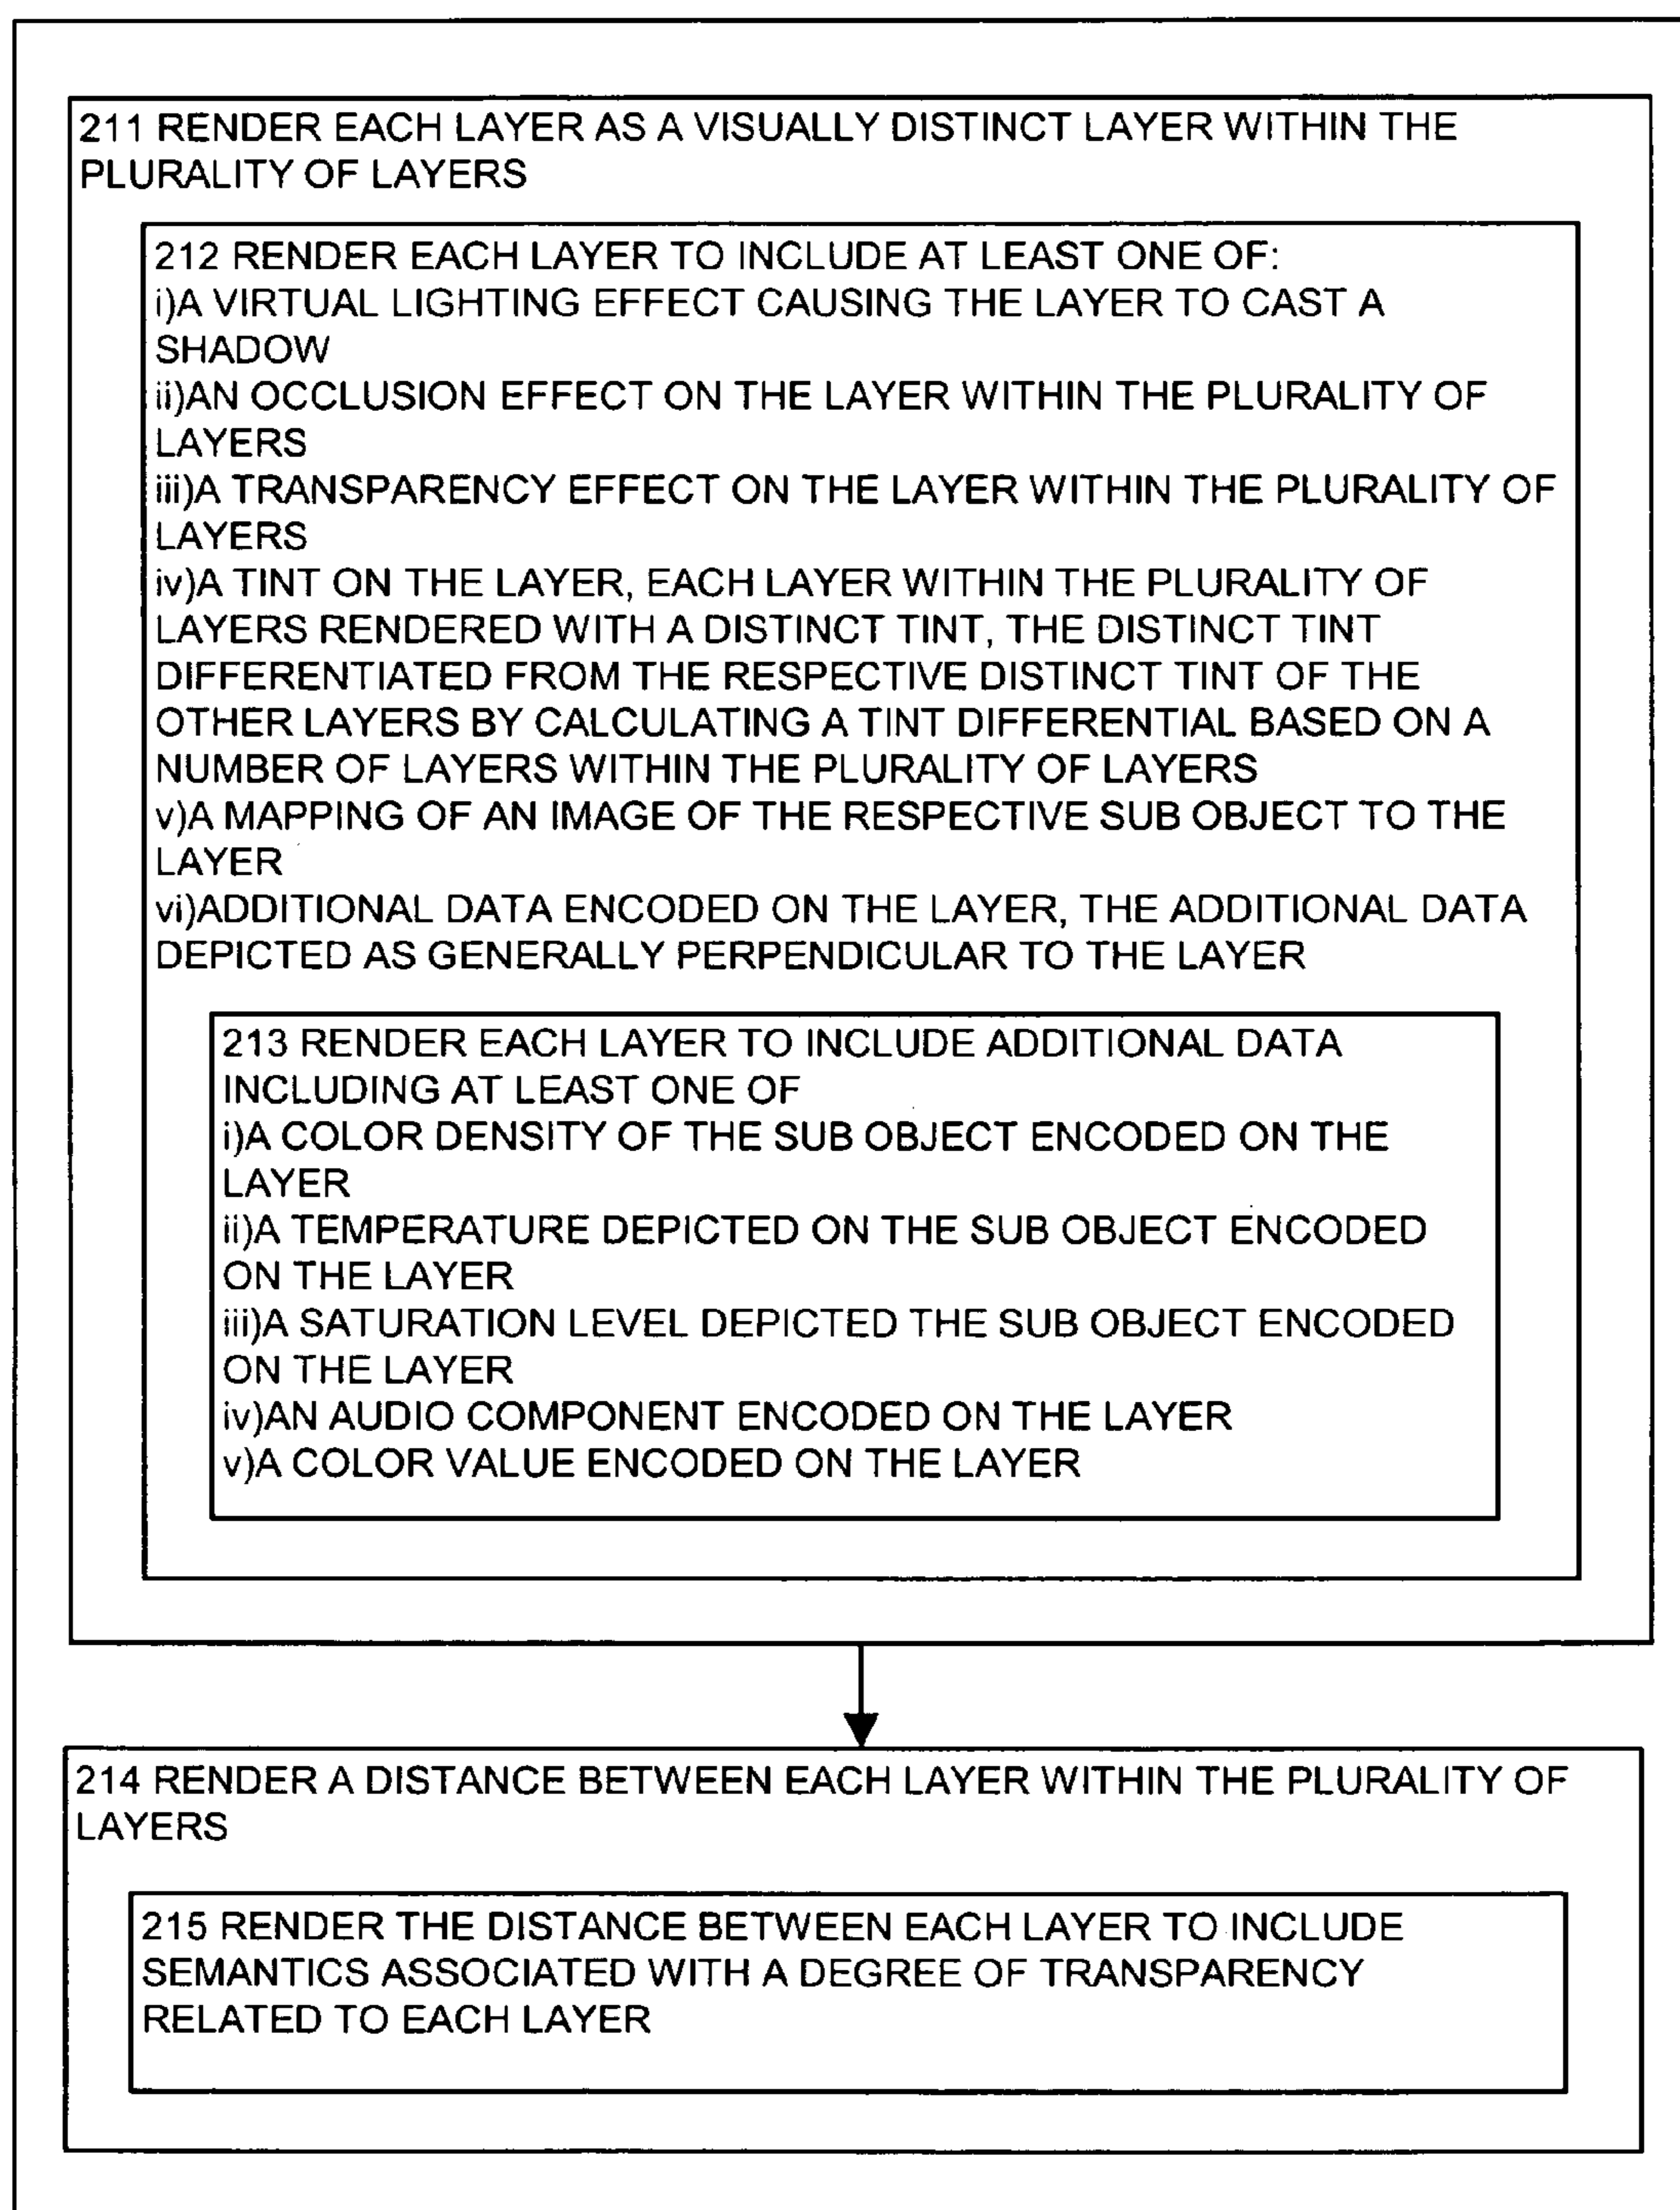 211 RENDER EACH LAYER AS A VISUALLY DISTINCT LAYER WITHIN THE
PLURALITY OF LAYERS
212 RENDER EACH LAYER TO INCLUDE AT LEAST ONE OF:
i)A VIRTUAL LIGHTING EFFECT CAUSING THE LAYER TO CAST A
SHADOW
ii)AN OCCLUSION EFFECT ON THE LAYER WITHIN THE PLURALITY OF
LAYERS
iii)A TRANSPARENCY EFFECT ON THE LAYER WITHIN THE PLURALITY OF
LAYERS
iv)A TINT ON THE LAYER, EACH LAYER WITHIN THE PLURALITY OF
LAYERS RENDERED WITH A DISTINCT TINT, THE DISTINCT TINT
DIFFERENTIATED FROM THE RESPECTIVE DISTINCT TINT OF THE
OTHER LAYERS BY CALCULATING A TINT DIFFERENTIAL BASED ON A
NUMBER OF LAYERS WITHIN THE PLURALITY OF LAYERS
v)A MAPPING OF AN IMAGE OF THE RESPECTIVE SUB OBJECT TO THE
LAYER
vi)ADDITIONAL DATA ENCODED ON THE LAYER, THE ADDITIONAL DATA
DEPICTED AS GENERALLY PERPENDICULAR TO THE LAYER
213 RENDER EACH LAYER TO INCLUDE ADDITIONAL DATA
INCLUDING AT LEAST ONE OF
i)A COLOR DENSITY OF THE SUB OBJECT ENCODED ON THE
LAYER
ii)A TEMPERATURE DEPICTED ON THE SUB OBJECT ENCODED
ON THE LAYER
iii)A SATURATION LEVEL DEPICTED THE SUB OBJECT ENCODED
ON THE LAYER
iv)AN AUDIO COMPONENT ENCODED ON THE LAYER
v)A COLOR VALUE ENCODED ON THE LAYER
214 RENDER A DISTANCE BETWEEN EACH LAYER WITHIN THE PLURALITY OF
LAYERS
215 RENDER THE DISTANCE BETWEEN EACH LAYER TO INCLUDE
SEMANTICS ASSOCIATED WITH A DEGREE OF TRANSPARENCY
RELATED TO EACH LAYER